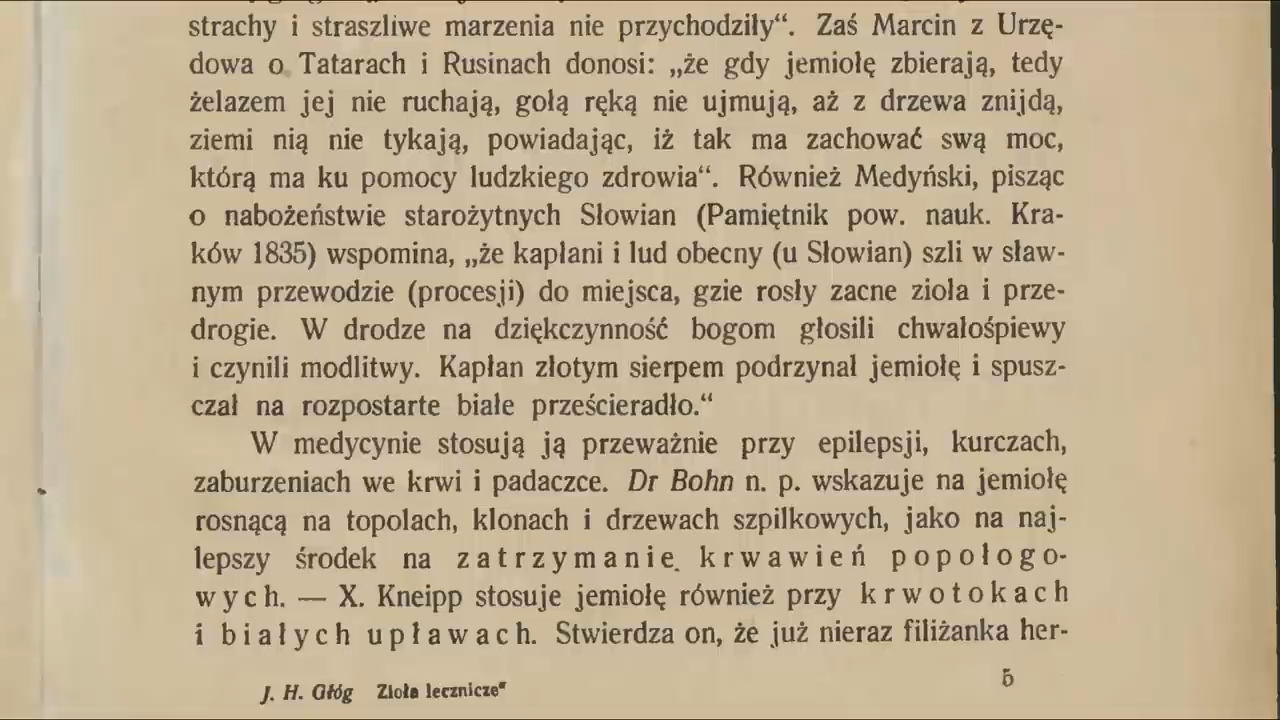 strachy i straszliwe marzenia nie przychodziły“. Zaś Marcin z Urzę-
dowa o Tatarach i Rusinach donosi: „że gdy jemiołę zbierają, tedy
żelazem jej nie ruchają, gołą ręką nie ujmują, aż z drzewa znijdą,
ziemi nią nie tykają, powiadając, iż tak ma zachować swą moc,
którą ma ku pomocy ludzkiego zdrowia“. Również Medyński, pisząc
o nabożeństwie starożytnych Słowian (Pamiętnik pow. nauk. Kra-
ków 1835) wspomina, „że kapłani i lud obecny (u Słowian) szli w sław-
nym przewodzie (procesji) do miejsca, gzie rosły zacne zioła i prze-
drogie. W drodze na dziękczynność bogom głosili chwałośpiewy
i czynili modlitwy. Kapłan złotym sierpem podrzynał jemiołę i spusz-
czał na rozpostarte białe prześcieradło.“
W medycynie stosują ją przeważnie przy epilepsji, kurczach,
zaburzeniach we krwi i padaczce. Dr Bohn n. p. wskazuje na jemiołę
rosnącą na topolach, klonach i drzewach szpilkowych, jako na naj-
lepszy środek na zatrzymanie krwawień popołogo-
wych. — X. Kneipp stosuje jemiołę również przy krwotokach
i białych upławach. Stwierdza on, że już nieraz filiżanka her-
J. H. Głóg Zioła lecznicze“
5